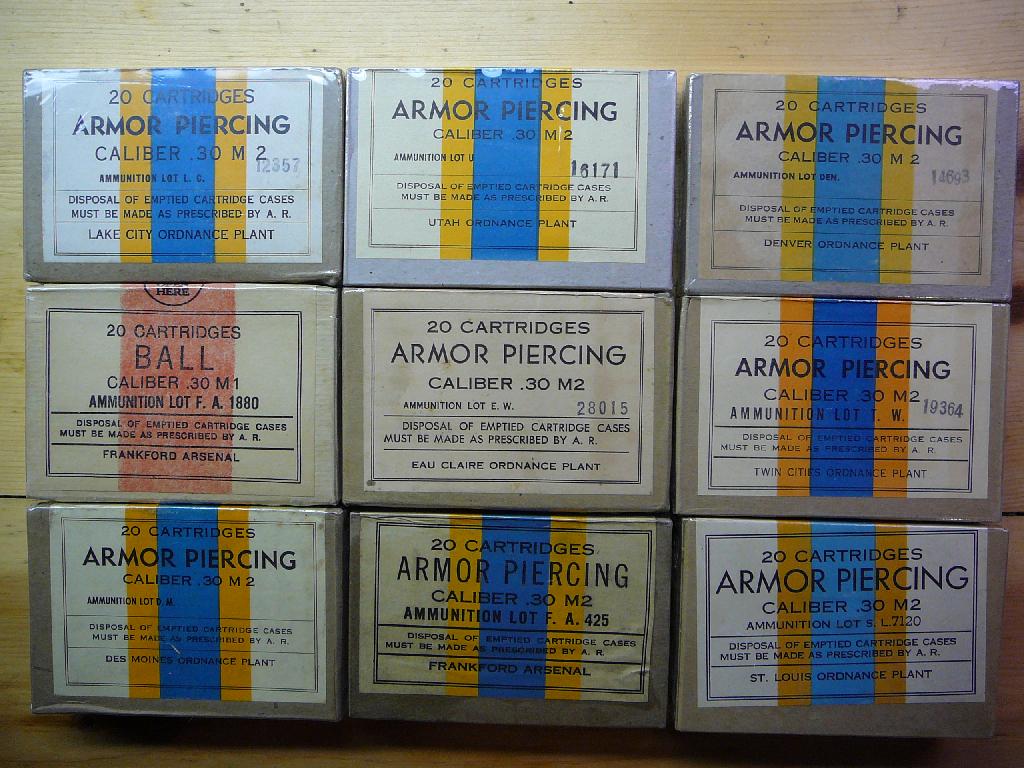 20 CARTRIDGES
ARMOR PIERCING
CALIBER .30 M 2
12357
AMMUNITION LOT L. C.
DISPOSAL OF EMPTIED CARTRIDGE CASES
MUST BE MADE AS PRESCRIBED BY A. R.
LAKE CITY ORDNANCE PLANT
20 CARTRIDGES
ARMOR PIERCING
CALIBER .30 M 2
AMMUNITION LOT U
16171
DISPOSAL OF EMPTIED CARTRIDGE CASES
MUST BE MADE AS PRESCRIBED BY A. R.
UTAH ORDNANCE PLANT
20 CARTRIDGES
ARMOR PIERCING
CALIBER .30 M 2
AMMUNITION LOT DEN. 14693
DISPOSAL OF EMPTIED CARTRIDGE CASES
MUST BE MADE AS PRESCRIBED BY A. R.
DENVER ORDNANCE PLANT
OPEN
HERE
20 CARTRIDGES
BALL
CALIBER .30 M1
AMMUNITION LOT F. A. 1880
DISPOSAL OF EMPTIED CARTRIDGE CASES
MUST BE MADE AS PRESCRIBED BY A. R.
FRANKFORD ARSENAL
20 CARTRIDGES
ARMOR PIERCING
CALIBER .30 M2
AMMUNITION LOT E. W. 28015
DISPOSAL OF EMPTIED CARTRIDGE CASES
MUST BE MADE AS PRESCRIBED BY A. R.
EAU CLAIRE ORDNANCE PLANT
20 CARTRIDGES
ARMOR PIERCING
CALIBER .30 M2
AMMUNITION LOT T. W. 19364
DISPOSAL OF EMPTIED CARTRIDGE CASES
MUST BE MADE AS PRESCRIBED BY A. R.
TWIN CITIES ORDNANCE PLANT
20 CARTRIDGES
ARMOR PIERCING
CALIBER .30 M 2
AMMUNITION LOT D. M.
DISPOSAL OF EMPTIED CARTRIDGE CASES
MUST BE MADE AS PRESCRIBED BY A. R.
DES MOINES ORDNANCE PLANT
20 CARTRIDGES
ARMOR PIERCING
CALIBER .30 M2
AMMUNITION LOT F. A. 425
DISPOSAL OF EMPTIED CARTRIDGE CASES
MUST BE MADE AS PRESCRIBED BY A. R.
FRANKFORD ARSENAL
20 CARTRIDGES
ARMOR PIERCING
CALIBER .30 M2
AMMUNITION LOT S. L.7120
DISPOSAL OF EMPTIED CARTRIDGE CASES
MUST BE MADE AS PRESCRIBED BY A. R.
ST. LOUIS ORDNANCE PLANT